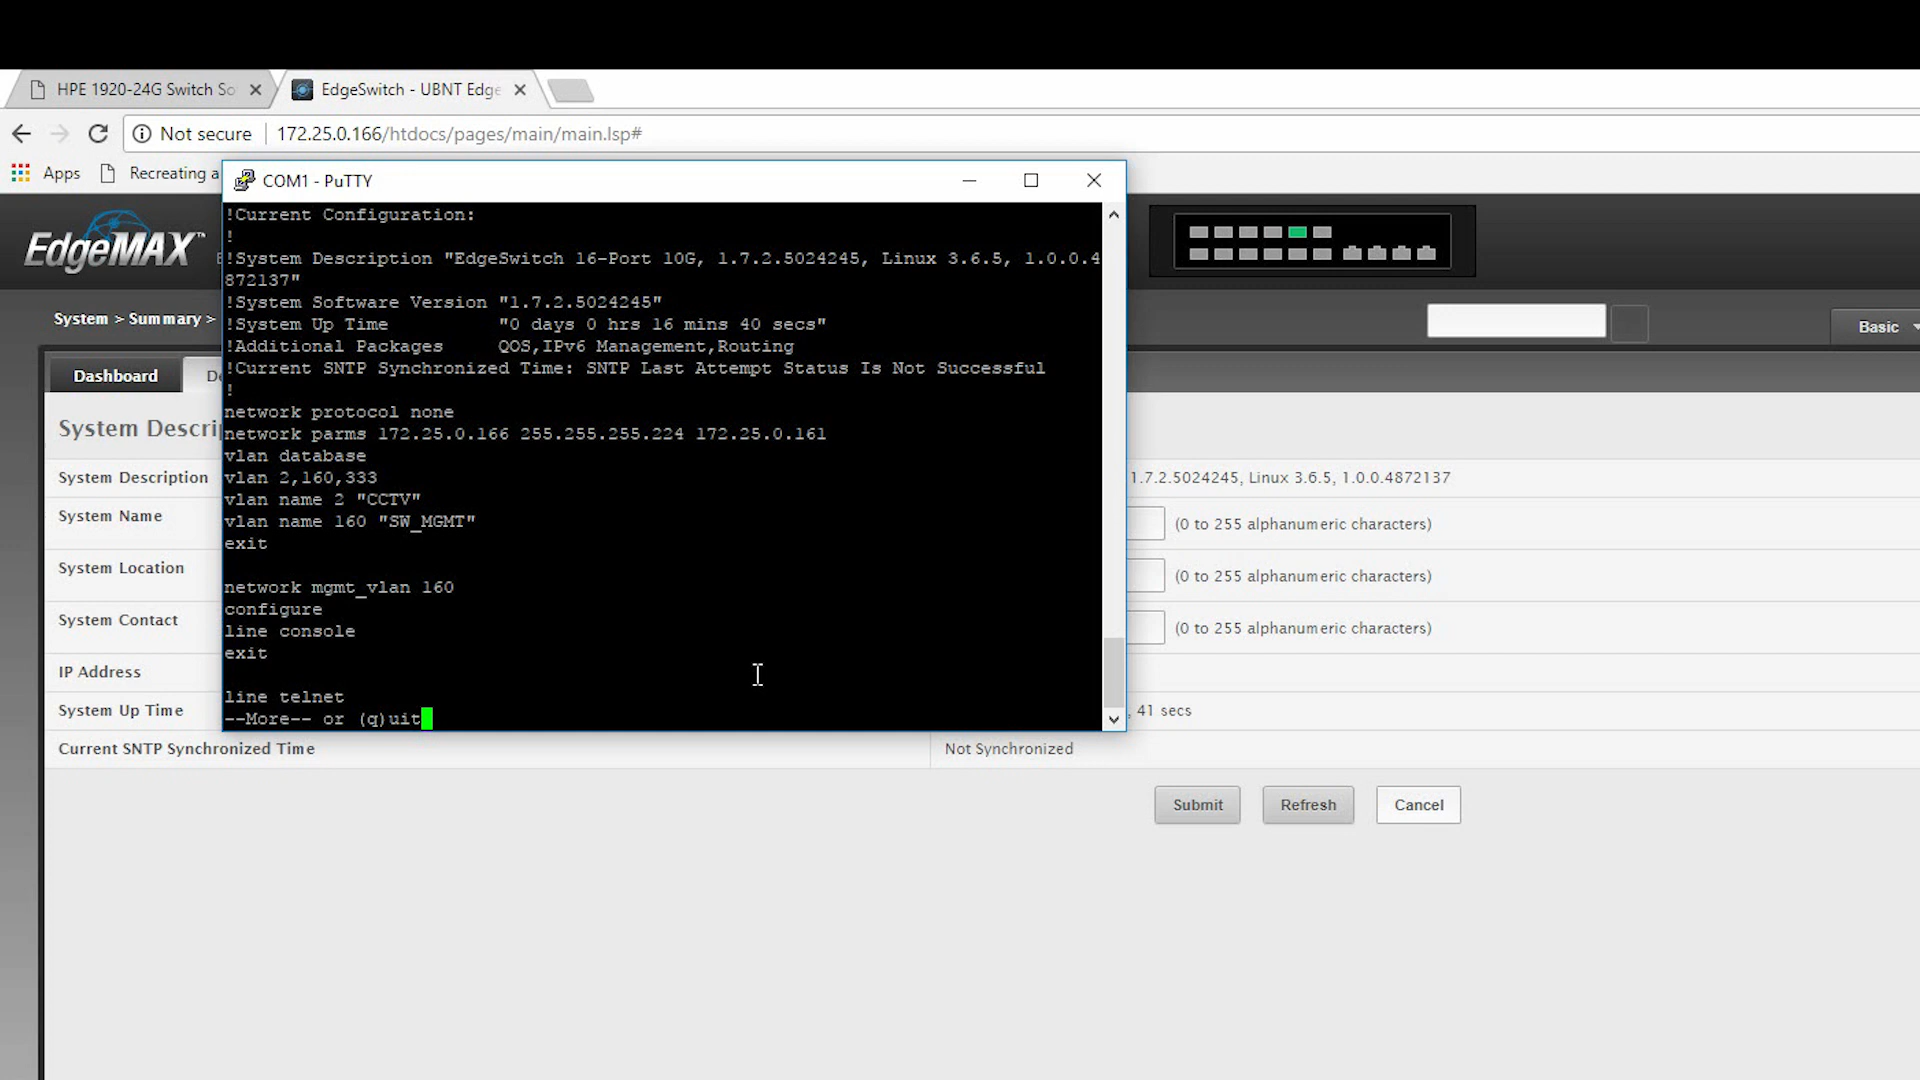 HPE 1920-24G Switch So
EdgeSwitch - UBNT Edge
Not secure 172.25.0.166/htdocs/pages/main/main.lsp#
Apps Recreating a
COM1 - PuTTY
EdgeMAX™
!Current Configuration:
!
!System Description "EdgeSwitch 16-Port 10G, 1.7.2.5024245, Linux 3.6.5, 1.0.0.4
872137"
!System Software Version "1.7.2.5024245"
!System Up Time "0 days 0 hrs 16 mins 40 secs"
!Additional Packages QOS,IPv6 Management,Routing
!Current SNTP Synchronized Time: SNTP Last Attempt Status Is Not Successful
!
network protocol none
network parms 172.25.0.166 255.255.255.224 172.25.0.161
vlan database
vlan 2,160,333
vlan name 2 "CCTV"
vlan name 160 "SW_MGMT"
exit
network mgmt_vlan 160
configure
line console
exit
line telnet
--More-- or (q)uit
System > Summary >
Basic
Dashboard
De
System Descrip
System Description 1.7.2.5024245, Linux 3.6.5, 1.0.0.4872137
System Name (0 to 255 alphanumeric characters)
System Location (0 to 255 alphanumeric characters)
System Contact (0 to 255 alphanumeric characters)
IP Address
System Up Time , 41 secs
Current SNTP Synchronized Time Not Synchronized
Submit Refresh Cancel